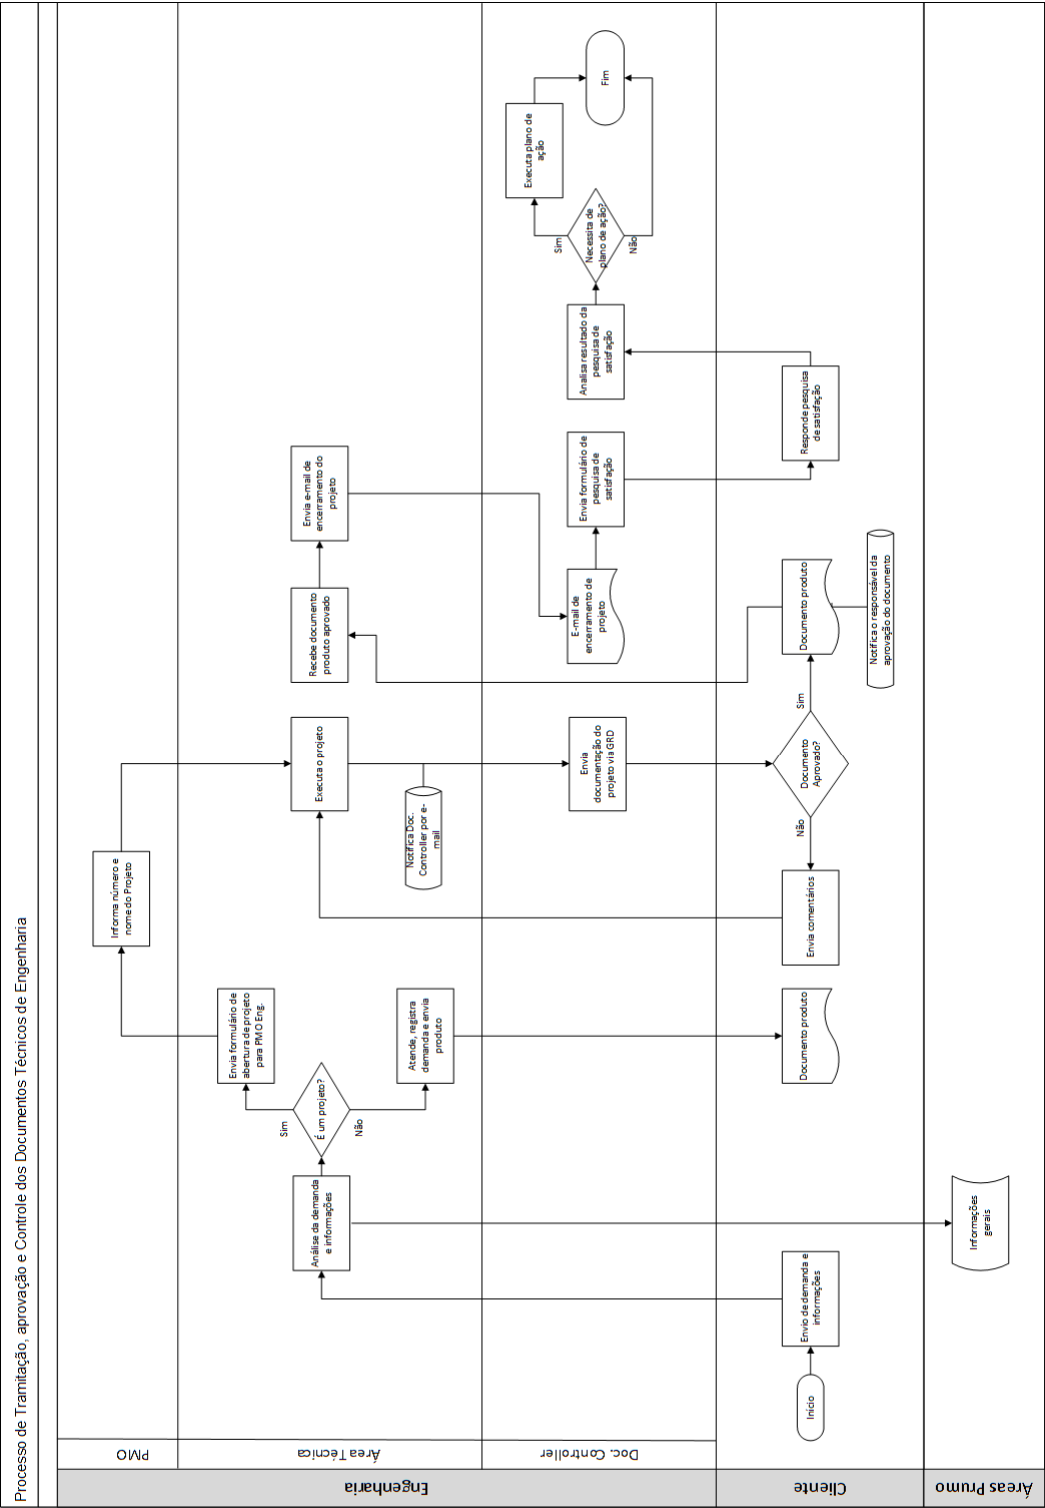 Processo de Tramitação, aprovação e Controle dos Documentos Técnicos de Engenharia
Engenharia
PMO
Informa número e
nome do Projeto
Área Técnica
Análise da demanda
e informações
É um projeto?
Sim
Não
Envia formulário de
abertura de projeto
para PMO Eng.
Atende, registra
demanda e envia
produto
Executa o projeto
Notifica Doc.
Controller por e-
mail
Recebe documento
produto aprovado
Envia e-mail de
encerramento do
projeto
Doc. Controller
Envia
documentação do
projeto via GRD
E-mail de
encerramento de
projeto
Envia formulário de
pesquisa de
satisfação
Analisa resultado da
pesquisa de
satisfação
Necessita de
plano de ação?
Sim
Não
Executa plano de
ação
Fim
Cliente
Início
Envio de demanda e
informações
Documento produto
Envia comentários
Não
Documento
Aprovado?
Sim
Documento produto
Notifica o responsável da
aprovação do documento
Responde pesquisa
de satisfação
Áreas Prumo
Informações
gerais